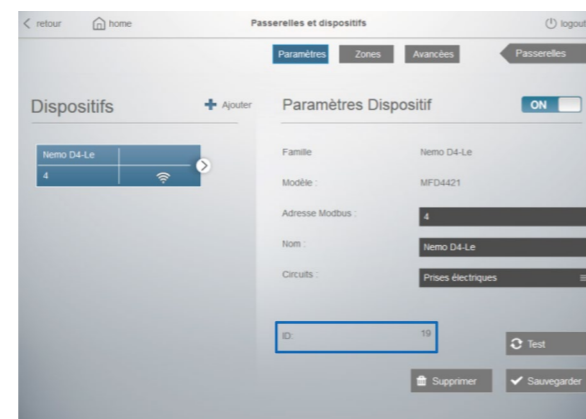 retour home Passerelles et dispositifs logout
Paramètres Zones Avancées Passerelles
Dispositifs Ajouter Paramètres Dispositif ON
Nemo D4-Le
4
Famille Nemo D4-Le
Modèle : MFD4421
Adresse Modbus : 4
Nom : Nemo D4-Le
Circuits : Prises électriques
ID: 19
Test
Supprimer Sauvegarder